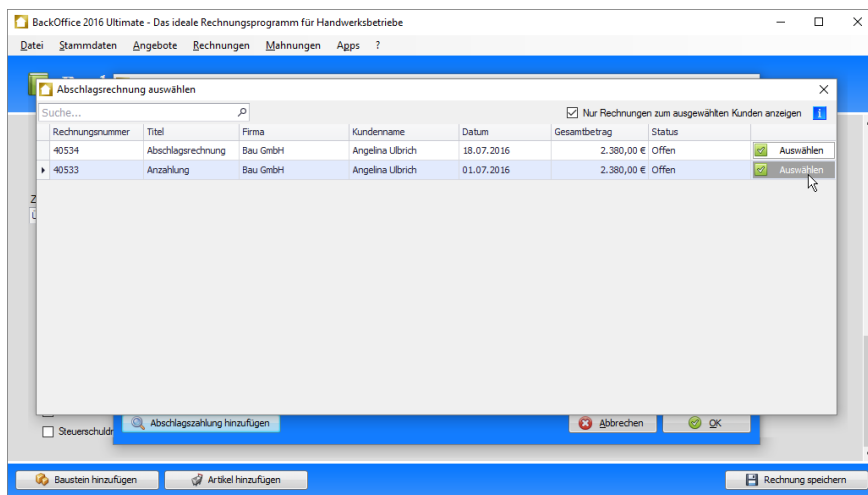 BackOffice 2016 Ultimate - Das ideale Rechnungsprogramm für Handwerksbetriebe
Datei Stammdaten Angebote Rechnungen Mahnungen Apps ?
Abschlagsrechnung auswählen
Suche... Nur Rechnungen zum ausgewählten Kunden anzeigen i
Rechnungsnummer Titel Firma Kundenname Datum Gesamtbetrag Status
40534 Abschlagsrechnung Bau GmbH Angelina Ulbrich 18.07.2016 2.380,00 € Offen Auswählen
40533 Anzahlung Bau GmbH Angelina Ulbrich 01.07.2016 2.380,00 € Offen Auswählen
Abschlagszahlung hinzufügen Abbrechen OK
Steuerschuldr
Baustein hinzufügen Artikel hinzufügen Rechnung speichern